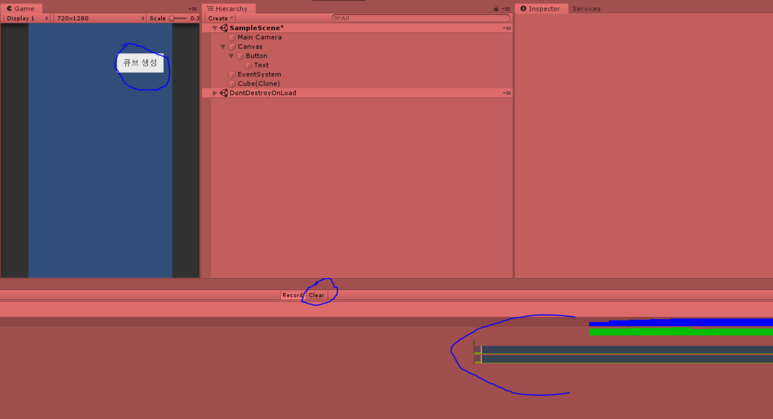 Game
Hierarchy
Inspector
Services
Display 1
720x1280
Scale
0.3
Create
All
SampleScene*
Main Camera
Canvas
Button
Text
EventSystem
Cube(Clone)
DontDestroyOnLoad
큐브 생성
Record
Clear